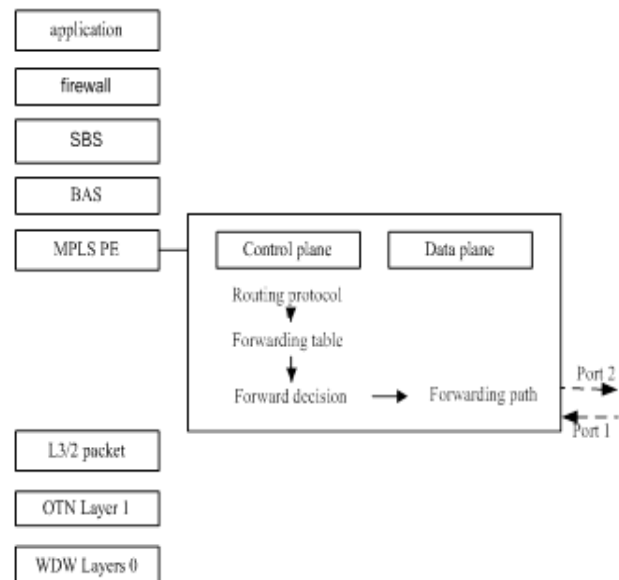 application
firewall
SBS
BAS
MPLS PE
Control plane
Data plane
Routing protocol
Forwarding table
Forward decision
Forwarding path
Port 2
Port 1
L3/2 packet
OTN Layer 1
WDW Layers 0